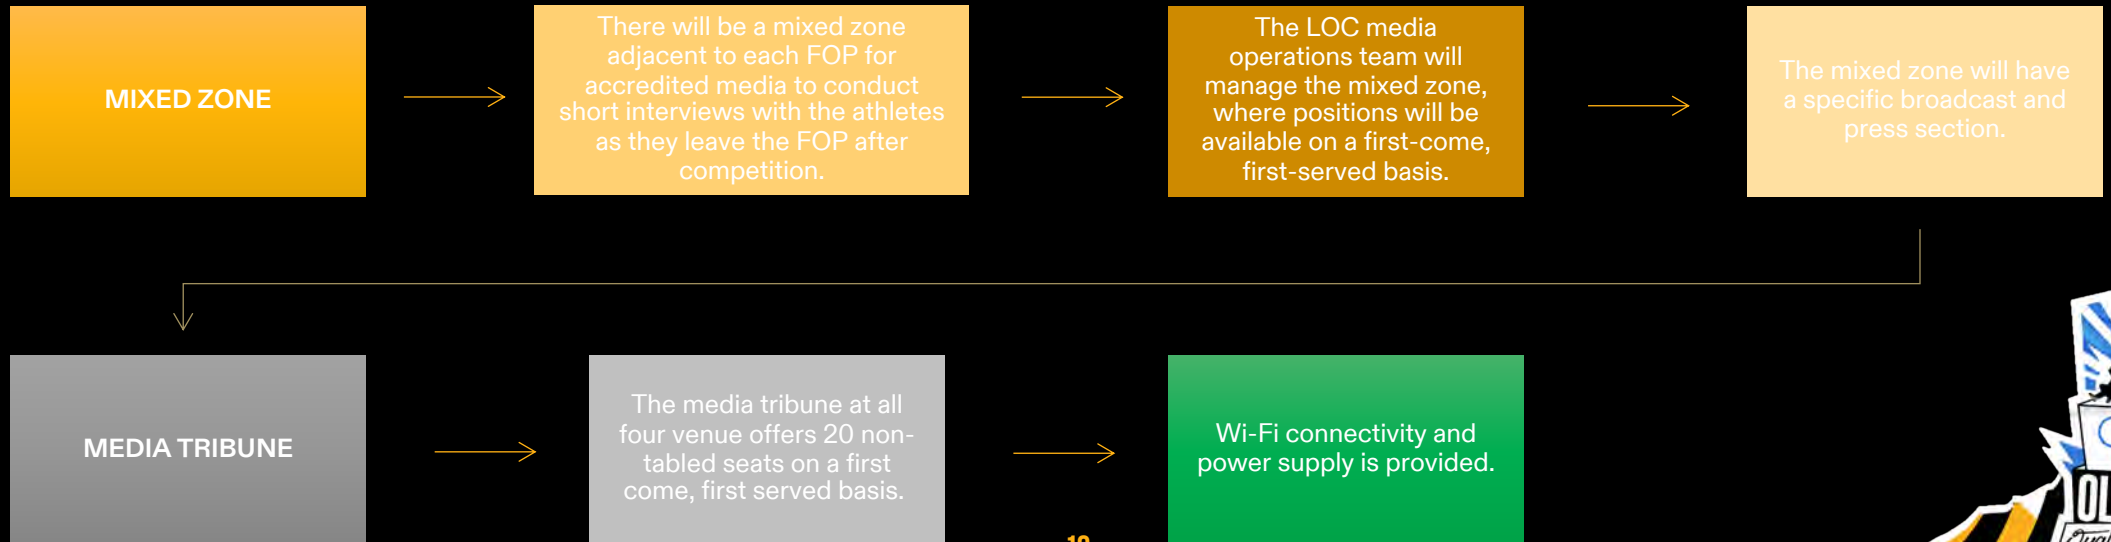 MIXED ZONE
There will be a mixed zone
adjacent to each FOP for
accredited media to conduct
short interviews with the athletes
as they leave the FOP after
competition.
The LOC media
operations team will
manage the mixed zone,
where positions will be
available on a first-come,
first-served basis.
The mixed zone will have
a specific broadcast and
press section.
MEDIA TRIBUNE
The media tribune at all
four venue offers 20 non-
tabled seats on a first
come, first served basis.
Wi-Fi connectivity and
power supply is provided.